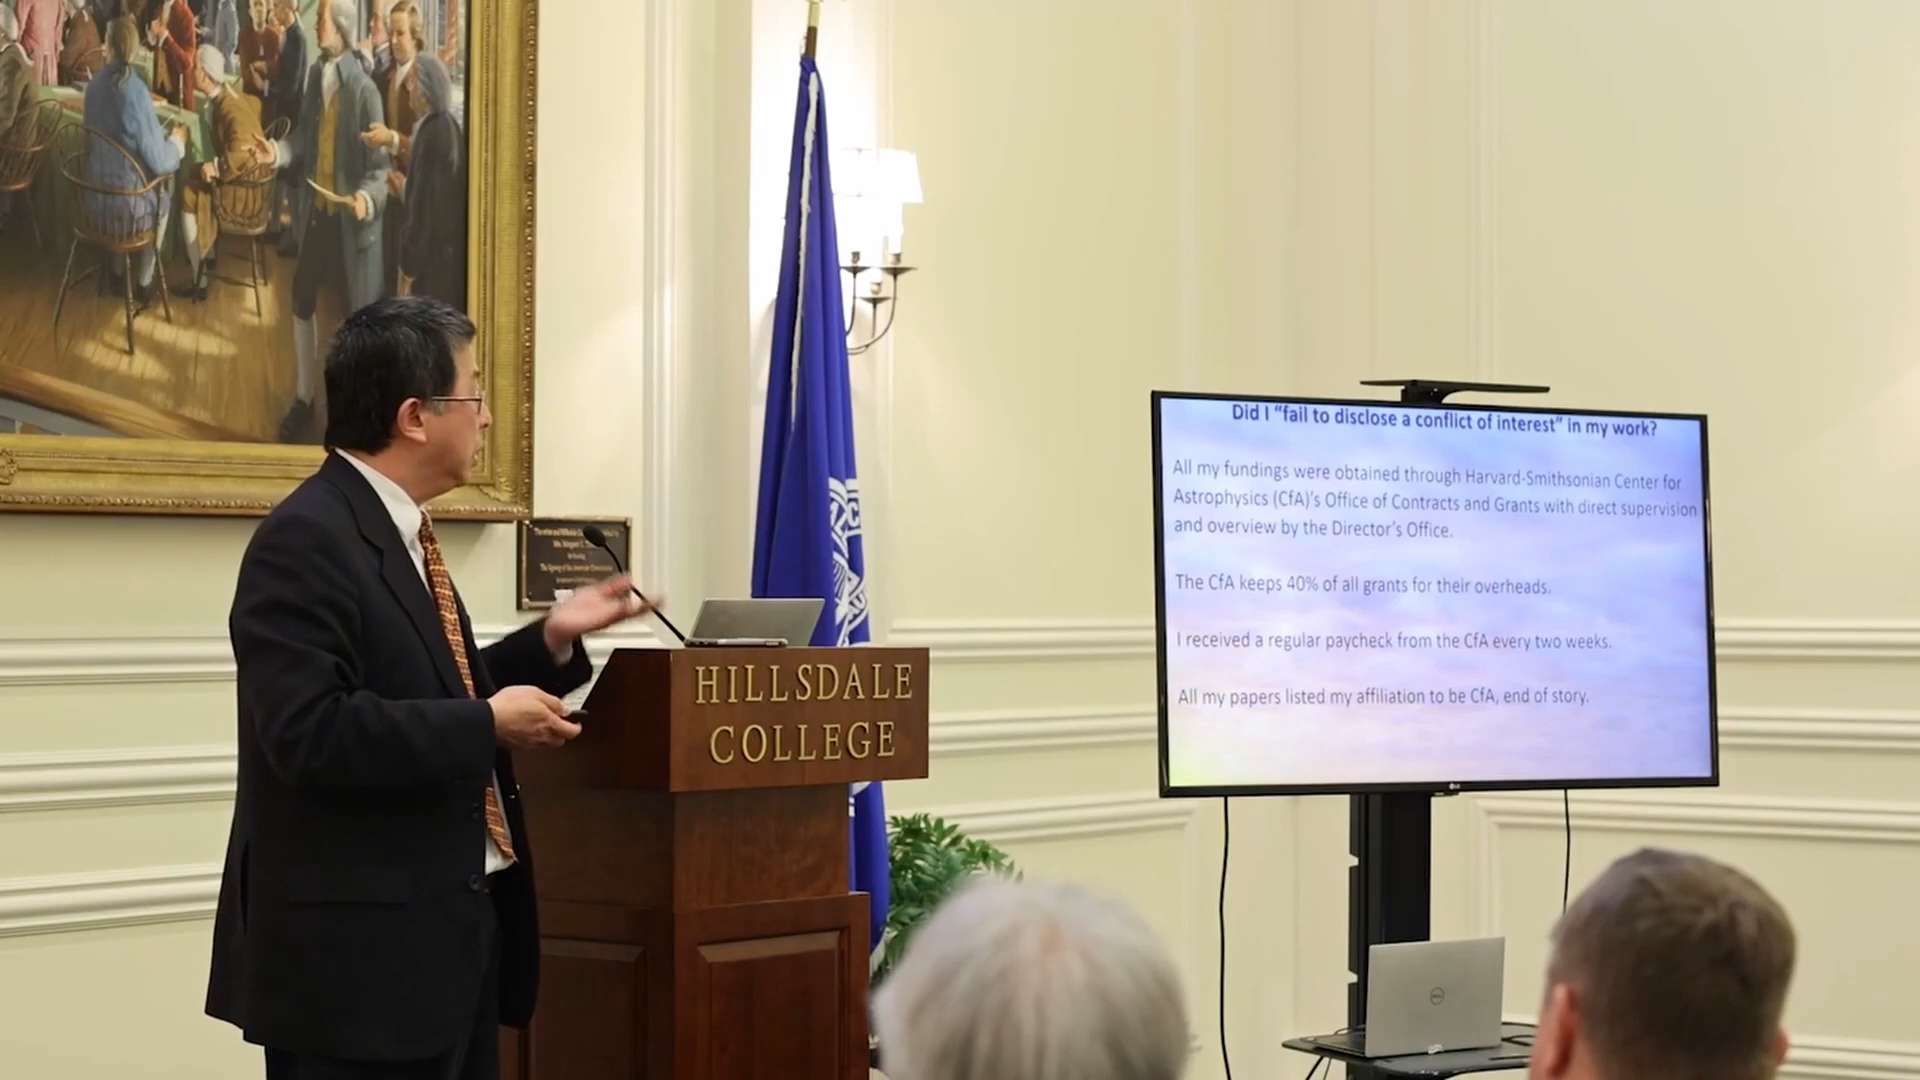 Did I “fail to disclose a conflict of interest” in my work?
All my fundings were obtained through Harvard-Smithsonian Center for
Astrophysics (CfA)’s Office of Contracts and Grants with direct supervision
and overview by the Director’s Office.
The CfA keeps 40% of all grants for their overheads.
I received a regular paycheck from the CfA every two weeks.
All my papers listed my affiliation to be CfA, end of story.
HILLSDALE
COLLEGE
LG
DELL